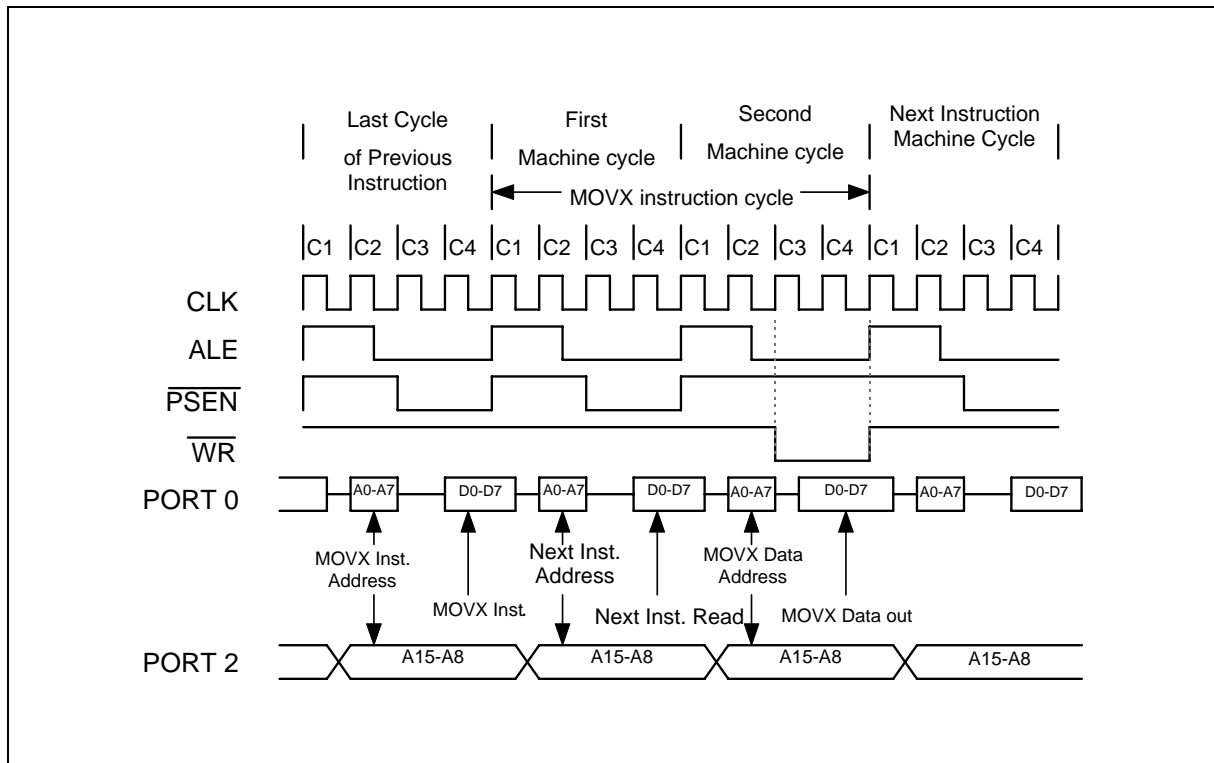 Last Cycle
of Previous
Instruction
First
Machine cycle
Second
Machine cycle
Next Instruction
Machine Cycle
MOVX instruction cycle
C1 C2 C3 C4 C1 C2 C3 C4 C1 C2 C3 C4 C1 C2 C3 C4
CLK
ALE
PSEN
WR
PORT 0
A0-A7 D0-D7 A0-A7 D0-D7 A0-A7 D0-D7 A0-A7 D0-D7
MOVX Inst.
Address
MOVX Inst.
Next Inst.
Address
Next Inst. Read
MOVX Data
Address
MOVX Data out
PORT 2
A15-A8 A15-A8 A15-A8 A15-A8